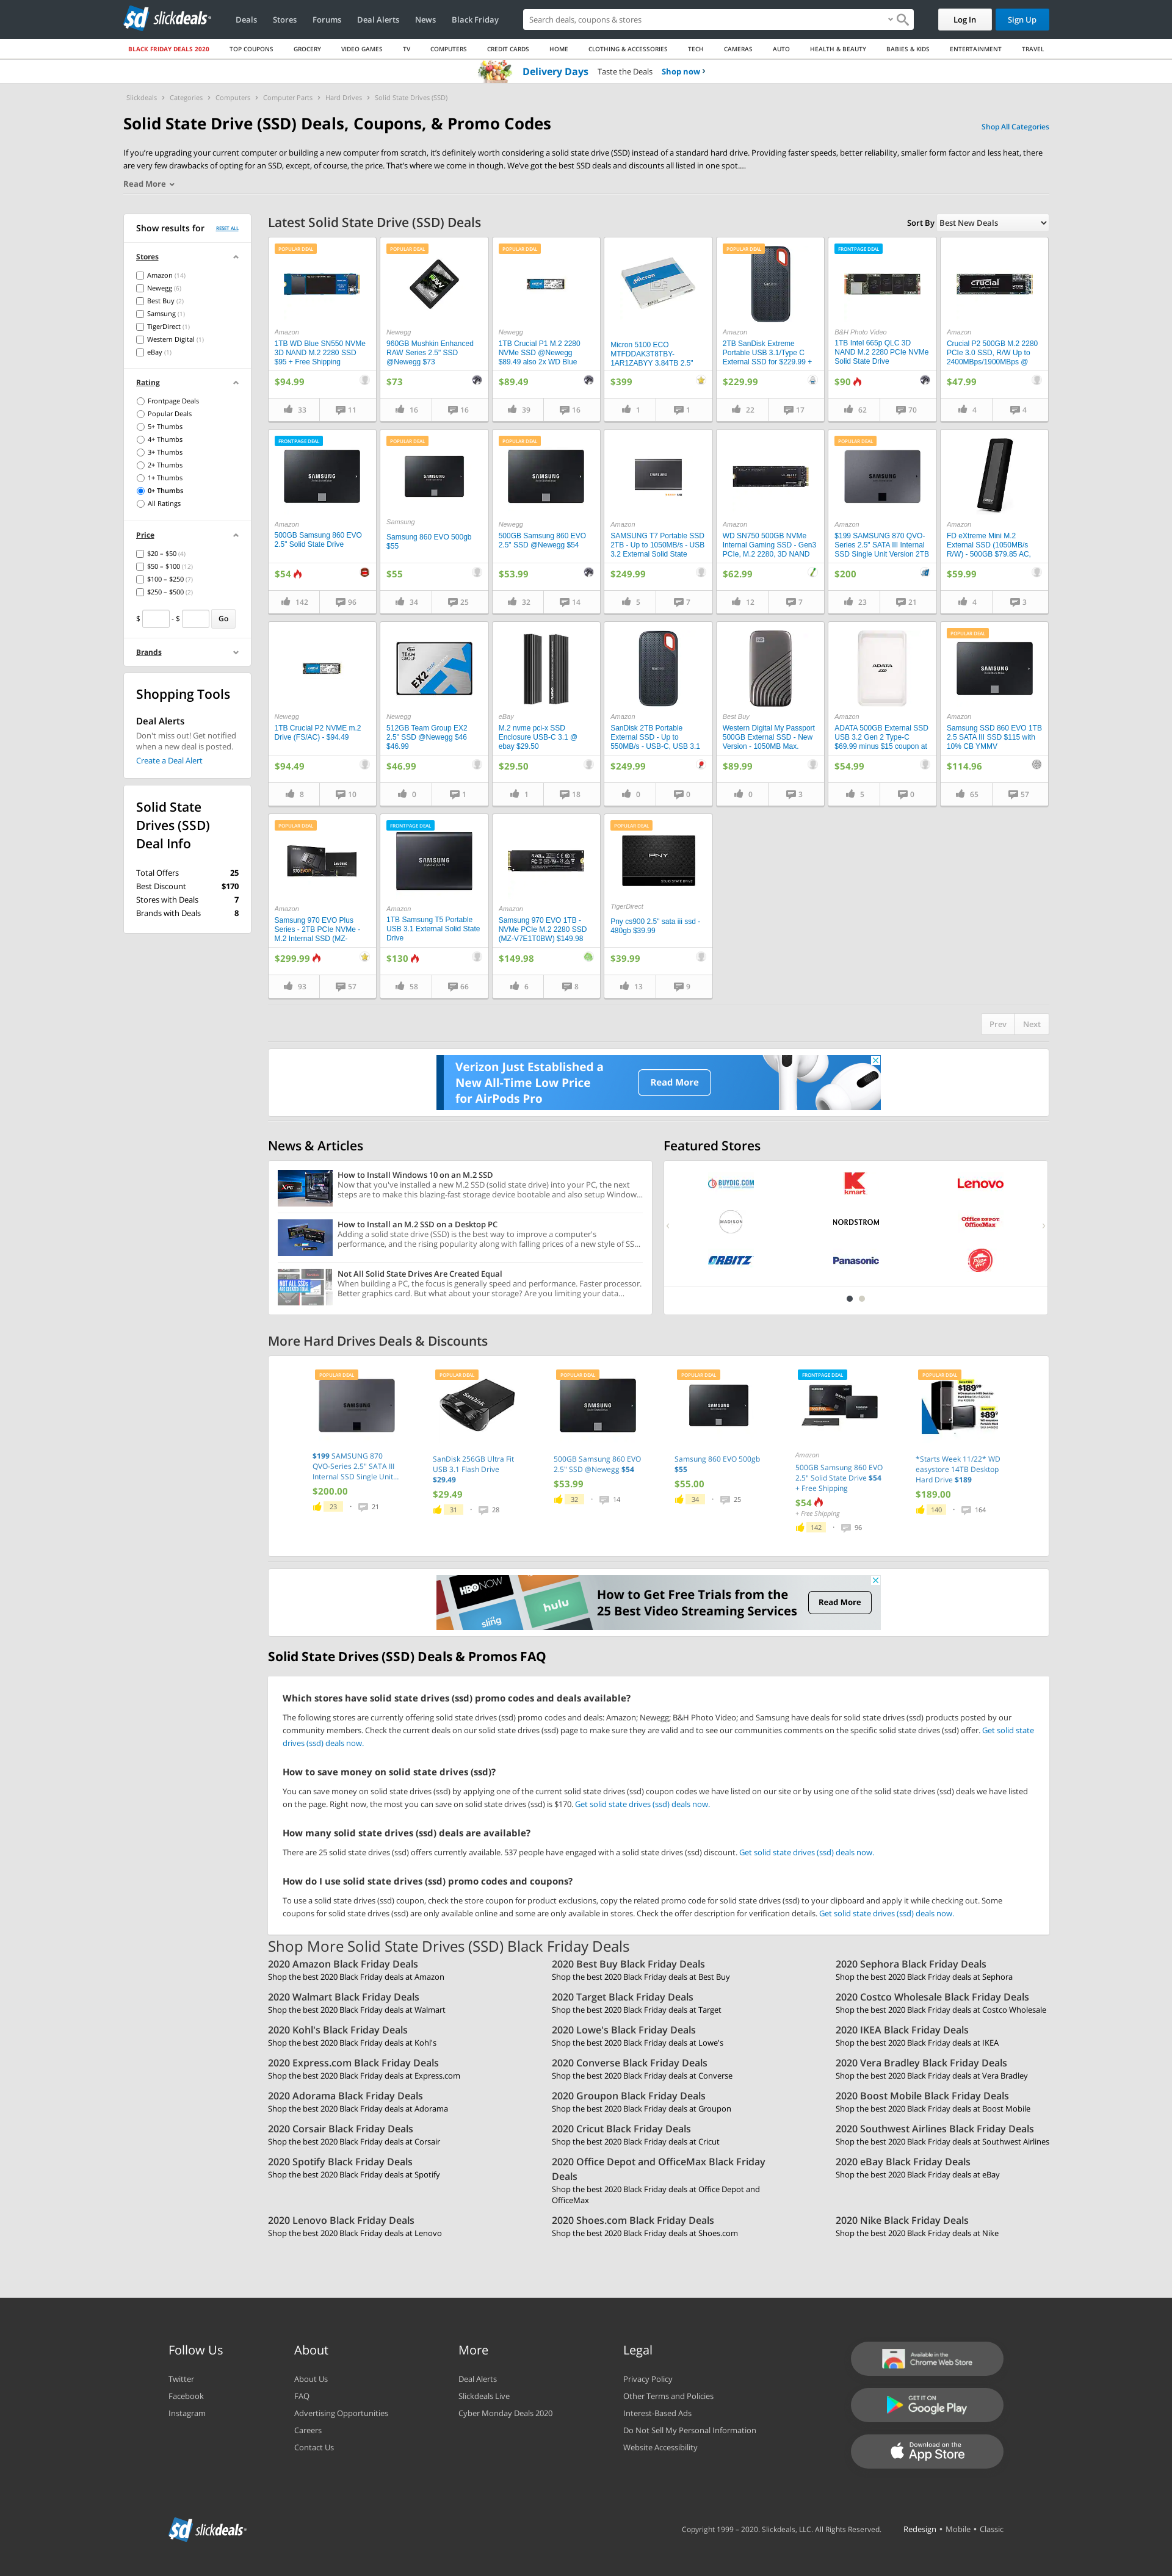 slickdeals
Deals
Stores
Forums
Deal Alerts
News
Black Friday
Search deals, coupons & stores
Log In
Sign Up
BLACK FRIDAY DEALS 2020
TOP COUPONS
GROCERY
VIDEO GAMES
TV
COMPUTERS
CREDIT CARDS
HOME
CLOTHING & ACCESSORIES
TECH
CAMERAS
AUTO
HEALTH & BEAUTY
BABIES & KIDS
ENTERTAINMENT
TRAVEL
Delivery Days Taste the Deals Shop now ›
Slickdeals › Categories › Computers › Computer Parts › Hard Drives › Solid State Drives (SSD)
Solid State Drive (SSD) Deals, Coupons, & Promo Codes
Shop All Categories
If you're upgrading your current computer or building a new computer from scratch, it's definitely worth considering a solid state drive (SSD) instead of a standard hard drive. Providing faster speeds, better reliability, smaller form factor and less heat, there
are very few drawbacks of opting for an SSD, except, of course, the price. That's where we come in though. We've got the best SSD deals and discounts all listed in one spot....
Read More
Show results for RESET ALL
Stores
Amazon (14)
Newegg (6)
Best Buy (2)
Samsung (1)
TigerDirect (1)
Western Digital (1)
eBay (1)
Rating
Frontpage Deals
Popular Deals
5+ Thumbs
4+ Thumbs
3+ Thumbs
2+ Thumbs
1+ Thumbs
0+ Thumbs
All Ratings
Price
$20 – $50 (4)
$50 – $100 (12)
$100 – $250 (7)
$250 – $500 (2)
$ - $ Go
Brands
Shopping Tools
Deal Alerts
Don't miss out! Get notified
when a new deal is posted.
Create a Deal Alert
Solid State
Drives (SSD)
Deal Info
Total Offers 25
Best Discount $170
Stores with Deals 7
Brands with Deals 8
Latest Solid State Drive (SSD) Deals
Sort By Best New Deals
POPULAR DEAL
Amazon
1TB WD Blue SN550 NVMe
3D NAND M.2 2280 SSD
$95 + Free Shipping
$94.99
33 11
POPULAR DEAL
Newegg
960GB Mushkin Enhanced
RAW Series 2.5" SSD
@Newegg $73
$73
16 16
POPULAR DEAL
Newegg
1TB Crucial P1 M.2 2280
NVMe SSD @Newegg
$89.49 also 2x WD Blue
$89.49
39 16
Micron
Micron 5100 ECO
MTFDDAK3T8TBY-
1AR1ZABYY 3.84TB 2.5"
$399
1 1
POPULAR DEAL
Amazon
2TB SanDisk Extreme
Portable USB 3.1/Type C
External SSD for $229.99 +
$229.99
22 17
FRONTPAGE DEAL
B&H Photo Video
1TB Intel 665p QLC 3D
NAND M.2 2280 PCIe NVMe
Solid State Drive
$90
62 70
crucial
Amazon
Crucial P2 500GB M.2 2280
PCIe 3.0 SSD, R/W Up to
2400MBps/1900MBps @
$47.99
4 4
FRONTPAGE DEAL
SAMSUNG
Amazon
500GB Samsung 860 EVO
2.5" Solid State Drive
$54
142 96
POPULAR DEAL
SAMSUNG
Samsung
Samsung 860 EVO 500gb
$55
$55
34 25
POPULAR DEAL
SAMSUNG
Newegg
500GB Samsung 860 EVO
2.5" SSD @Newegg $54
$53.99
32 14
SAMSUNG
Amazon
SAMSUNG T7 Portable SSD
2TB - Up to 1050MB/s - USB
3.2 External Solid State
$249.99
5 7
Amazon
WD SN750 500GB NVMe
Internal Gaming SSD - Gen3
PCIe, M.2 2280, 3D NAND
$62.99
12 7
POPULAR DEAL
SAMSUNG
Amazon
$199 SAMSUNG 870 QVO-
Series 2.5" SATA III Internal
SSD Single Unit Version 2TB
$200
23 21
Amazon
FD eXtreme Mini M.2
External SSD (1050MB/s
R/W) - 500GB $79.85 AC,
$59.99
4 3
Newegg
1TB Crucial P2 NVME m.2
Drive (FS/AC) - $94.49
$94.49
8 10
TEAM GROUP
EX2
Newegg
512GB Team Group EX2
2.5" SSD @Newegg $46
$46.99
$46.99
0 1
eBay
M.2 nvme pci-x SSD
Enclosure USB-C 3.1 @
ebay $29.50
$29.50
1 18
Amazon
SanDisk 2TB Portable
External SSD - Up to
550MB/s - USB-C, USB 3.1
$249.99
0 0
Best Buy
Western Digital My Passport
500GB External SSD - New
Version - 1050MB Max.
$89.99
0 3
ADATA
Amazon
ADATA 500GB External SSD
USB 3.2 Gen 2 Type-C
$69.99 minus $15 coupon at
$54.99
5 0
POPULAR DEAL
SAMSUNG
Amazon
Samsung SSD 860 EVO 1TB
2.5 SATA III SSD $115 with
10% CB YMMV
$114.96
65 57
POPULAR DEAL
Amazon
Samsung 970 EVO Plus
Series - 2TB PCIe NVMe -
M.2 Internal SSD (MZ-
$299.99
93 57
FRONTPAGE DEAL
SAMSUNG
Amazon
1TB Samsung T5 Portable
USB 3.1 External Solid State
Drive
$130
58 66
Amazon
Samsung 970 EVO 1TB -
NVMe PCIe M.2 2280 SSD
(MZ-V7E1T0BW) $149.98
$149.98
6 8
POPULAR DEAL
PNY
TigerDirect
Pny cs900 2.5" sata iii ssd -
480gb $39.99
$39.99
13 9
Prev Next
Verizon Just Established a
New All-Time Low Price
for AirPods Pro
Read More
News & Articles
How to Install Windows 10 on an M.2 SSD
Now that you've installed a new M.2 SSD (solid state drive) into your PC, the next
steps are to make this blazing-fast storage device bootable and also setup Window...
How to Install an M.2 SSD on a Desktop PC
Adding a solid state drive (SSD) is the best way to improve a computer's
performance, and the rising popularity along with falling prices of a new style of SS...
Not All Solid State Drives Are Created Equal
When building a PC, the focus is generally speed and performance. Faster processor.
Better graphics card. But what about your storage? Are you limiting your data...
Featured Stores
BUYDIG.COM
kmart
Lenovo
MADISON
NORDSTROM
Office DEPOT
OfficeMax
ORBITZ
Panasonic
More Hard Drives Deals & Discounts
POPULAR DEAL
SAMSUNG
$199 SAMSUNG 870
QVO-Series 2.5" SATA III
Internal SSD Single Unit...
$200.00
23 · 21
POPULAR DEAL
SanDisk
SanDisk 256GB Ultra Fit
USB 3.1 Flash Drive
$29.49
$29.49
31 · 28
POPULAR DEAL
SAMSUNG
500GB Samsung 860 EVO
2.5" SSD @Newegg $54
$53.99
32 · 14
POPULAR DEAL
SAMSUNG
Samsung 860 EVO 500gb
$55
$55.00
34 · 25
FRONTPAGE DEAL
Amazon
500GB Samsung 860 EVO
2.5" Solid State Drive $54
+ Free Shipping
$54
+ Free Shipping
142 · 96
POPULAR DEAL
*Starts Week 11/22* WD
easystore 14TB Desktop
Hard Drive $189
$189.00
140 · 164
HBO NOW
sling
hulu
How to Get Free Trials from the
25 Best Video Streaming Services
Read More
Solid State Drives (SSD) Deals & Promos FAQ
Which stores have solid state drives (ssd) promo codes and deals available?
The following stores are currently offering solid state drives (ssd) promo codes and deals: Amazon; Newegg; B&H Photo Video; and Samsung have deals for solid state drives (ssd) products posted by our
community members. Check the current deals on our solid state drives (ssd) page to make sure they are valid and to see our communities comments on the specific solid state drives (ssd) offer. Get solid state
drives (ssd) deals now.
How to save money on solid state drives (ssd)?
You can save money on solid state drives (ssd) by applying one of the current solid state drives (ssd) coupon codes we have listed on our site or by using one of the solid state drives (ssd) deals we have listed
on the page. Right now, the most you can save on solid state drives (ssd) is $170. Get solid state drives (ssd) deals now.
How many solid state drives (ssd) deals are available?
There are 25 solid state drives (ssd) offers currently available. 537 people have engaged with a solid state drives (ssd) discount. Get solid state drives (ssd) deals now.
How do I use solid state drives (ssd) promo codes and coupons?
To use a solid state drives (ssd) coupon, check the store coupon for product exclusions, copy the related promo code for solid state drives (ssd) to your clipboard and apply it while checking out. Some
coupons for solid state drives (ssd) are only available online and some are only available in stores. Check the offer description for verification details. Get solid state drives (ssd) deals now.
Shop More Solid State Drives (SSD) Black Friday Deals
2020 Amazon Black Friday Deals
Shop the best 2020 Black Friday deals at Amazon
2020 Best Buy Black Friday Deals
Shop the best 2020 Black Friday deals at Best Buy
2020 Sephora Black Friday Deals
Shop the best 2020 Black Friday deals at Sephora
2020 Walmart Black Friday Deals
Shop the best 2020 Black Friday deals at Walmart
2020 Target Black Friday Deals
Shop the best 2020 Black Friday deals at Target
2020 Costco Wholesale Black Friday Deals
Shop the best 2020 Black Friday deals at Costco Wholesale
2020 Kohl's Black Friday Deals
Shop the best 2020 Black Friday deals at Kohl's
2020 Lowe's Black Friday Deals
Shop the best 2020 Black Friday deals at Lowe's
2020 IKEA Black Friday Deals
Shop the best 2020 Black Friday deals at IKEA
2020 Express.com Black Friday Deals
Shop the best 2020 Black Friday deals at Express.com
2020 Converse Black Friday Deals
Shop the best 2020 Black Friday deals at Converse
2020 Vera Bradley Black Friday Deals
Shop the best 2020 Black Friday deals at Vera Bradley
2020 Adorama Black Friday Deals
Shop the best 2020 Black Friday deals at Adorama
2020 Groupon Black Friday Deals
Shop the best 2020 Black Friday deals at Groupon
2020 Boost Mobile Black Friday Deals
Shop the best 2020 Black Friday deals at Boost Mobile
2020 Corsair Black Friday Deals
Shop the best 2020 Black Friday deals at Corsair
2020 Cricut Black Friday Deals
Shop the best 2020 Black Friday deals at Cricut
2020 Southwest Airlines Black Friday Deals
Shop the best 2020 Black Friday deals at Southwest Airlines
2020 Spotify Black Friday Deals
Shop the best 2020 Black Friday deals at Spotify
2020 Office Depot and OfficeMax Black Friday
Deals
Shop the best 2020 Black Friday deals at Office Depot and
OfficeMax
2020 eBay Black Friday Deals
Shop the best 2020 Black Friday deals at eBay
2020 Lenovo Black Friday Deals
Shop the best 2020 Black Friday deals at Lenovo
2020 Shoes.com Black Friday Deals
Shop the best 2020 Black Friday deals at Shoes.com
2020 Nike Black Friday Deals
Shop the best 2020 Black Friday deals at Nike
Follow Us
Twitter
Facebook
Instagram
About
About Us
FAQ
Advertising Opportunities
Careers
Contact Us
More
Deal Alerts
Slickdeals Live
Cyber Monday Deals 2020
Legal
Privacy Policy
Other Terms and Policies
Interest-Based Ads
Do Not Sell My Personal Information
Website Accessibility
Available in the
Chrome Web Store
GET IT ON
Google Play
Download on the
App Store
slickdeals
Copyright 1999 – 2020. Slickdeals, LLC. All Rights Reserved.
Redesign • Mobile • Classic